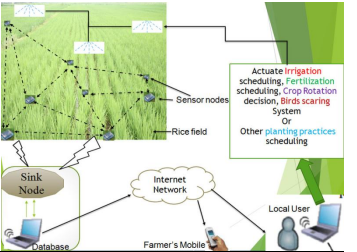 Actuate Irrigation
scheduling, Fertilization
scheduling, Crop Rotation
decision, Birds scaring
System
Or
Other planting practices
scheduling
Sensor nodes
Rice field
Sink
Node
Internet
Network
Local User
Database
Farmer's Mobile